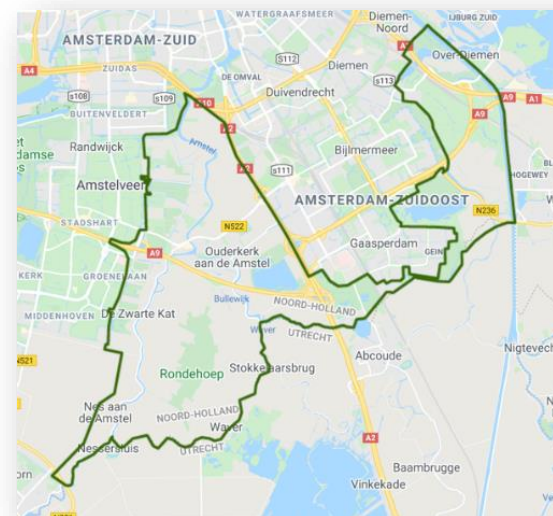 WATERGRAAFSMEER
Diemen-
Noord
IJBURG ZUID
AMSTERDAM-ZUID
A4
ZUIDAS
DE OMVAL
S112
Diemen
s113
Over-Diemen
s108
s109
A10
Duivendrecht
A9
A1
BUITENVELDERT
A2
Amstel
Randwijck
Bijlmermeer
HOGEWEY
s111
Amstelveen
AMSTERDAM-ZUIDOOST
N236
STADSHART
N522
Gaasperdam
GEIN
A9
Ouderkerk
aan de Amstel
KERK
GROENELAAN
Bullewijk
NOORD-HOLLAND
MIDDENHOVEN
De Zwarte Kat
Waver
UTRECHT
Nigtevecht
N521
Abcoude
Rondehoep
Stokkelaarsbrug
Nes aan
de Amstel
NOORD-HOLLAND
Waver
A2
Nessersluis
UTRECHT
Baambrugge
Vinkekade